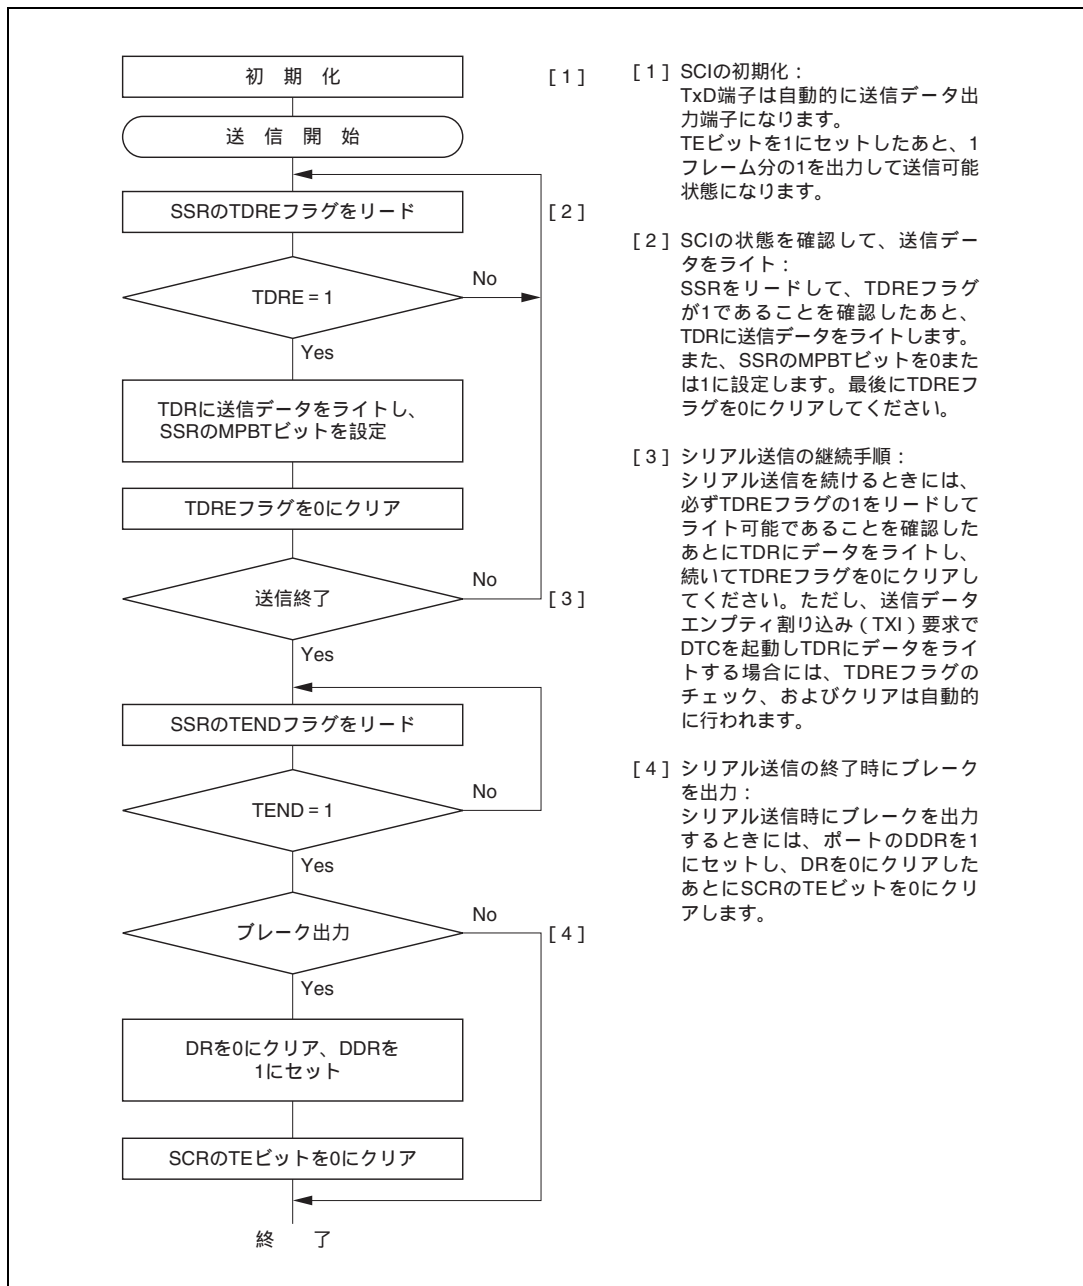 初 期 化
[ 1 ]
送 信 開 始
SSRのTDREフラグをリード
[ 2 ]
No
TDRE = 1
Yes
TDRに送信データをライトし、
SSRのMPBTビットを設定
TDREフラグを0にクリア
No
送信終了
[ 3 ]
Yes
SSRのTENDフラグをリード
No
TEND = 1
Yes
No
ブレーク出力
[ 4 ]
Yes
DRを0にクリア、DDRを
1にセット
SCRのTEビットを0にクリア
終 了
[ 1 ] SCIの初期化：
TxD端子は自動的に送信データ出
力端子になります。
TEビットを1にセットしたあと、1
フレーム分の1を出力して送信可能
状態になります。
[ 2 ] SCIの状態を確認して、送信デー
タをライト：
SSRをリードして、TDREフラグ
が1であることを確認したあと、
TDRに送信データをライトします。
また、SSRのMPBTビットを0また
は1に設定します。最後にTDREフ
ラグを0にクリアしてください。
[ 3 ] シリアル送信の継続手順：
シリアル送信を続けるときには、
必ずTDREフラグの1をリードして
ライト可能であることを確認した
あとにTDRにデータをライトし、
続いてTDREフラグを0にクリアし
てください。ただし、送信データ
エンプティ割り込み（TXI）要求で
DTCを起動しTDRにデータをライ
トする場合には、TDREフラグの
チェック、およびクリアは自動的
に行われます。
[ 4 ] シリアル送信の終了時にブレーク
を出力：
シリアル送信時にブレークを出力
するときには、ポートのDDRを1
にセットし、DRを0にクリアした
あとにSCRのTEビットを0にクリ
アします。